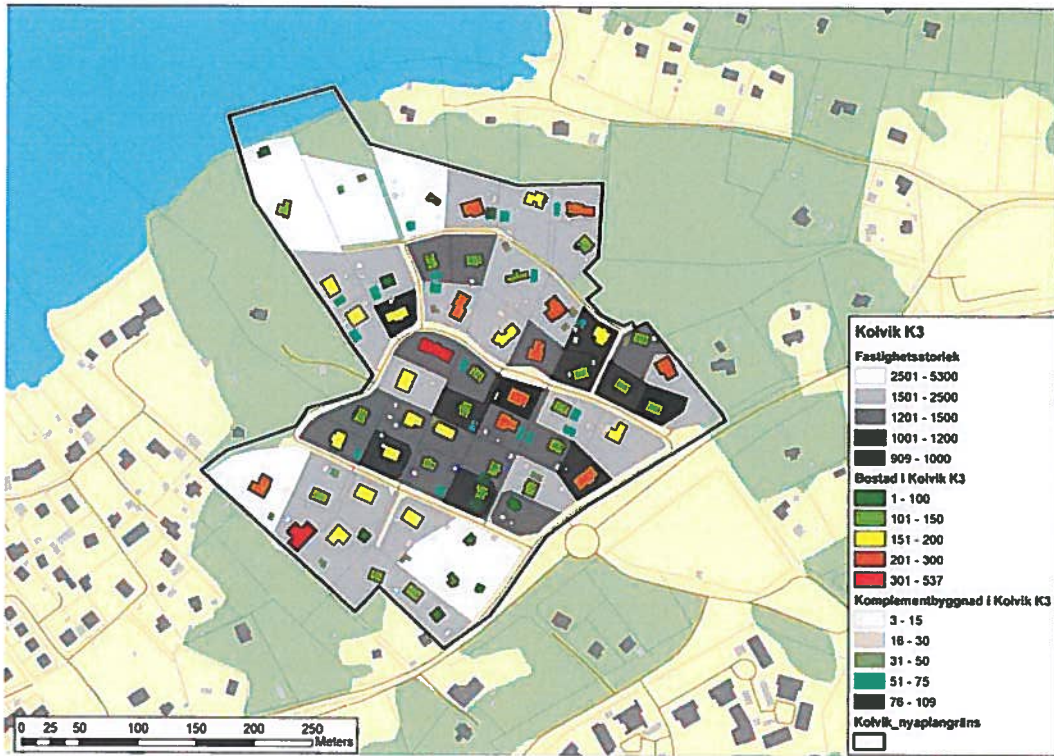 Kolvik K3
Fastighetsstorlek
2501 - 5300
1501 - 2500
1201 - 1500
1001 - 1200
909 - 1000
Bostad i Kolvik K3
1 - 100
101 - 150
151 - 200
201 - 300
301 - 537
Komplementbyggnad i Kolvik K3
3 - 15
16 - 30
31 - 50
51 - 75
76 - 109
Kolvik_nyaplangräns
0 25 50 100 150 200 250
Meters